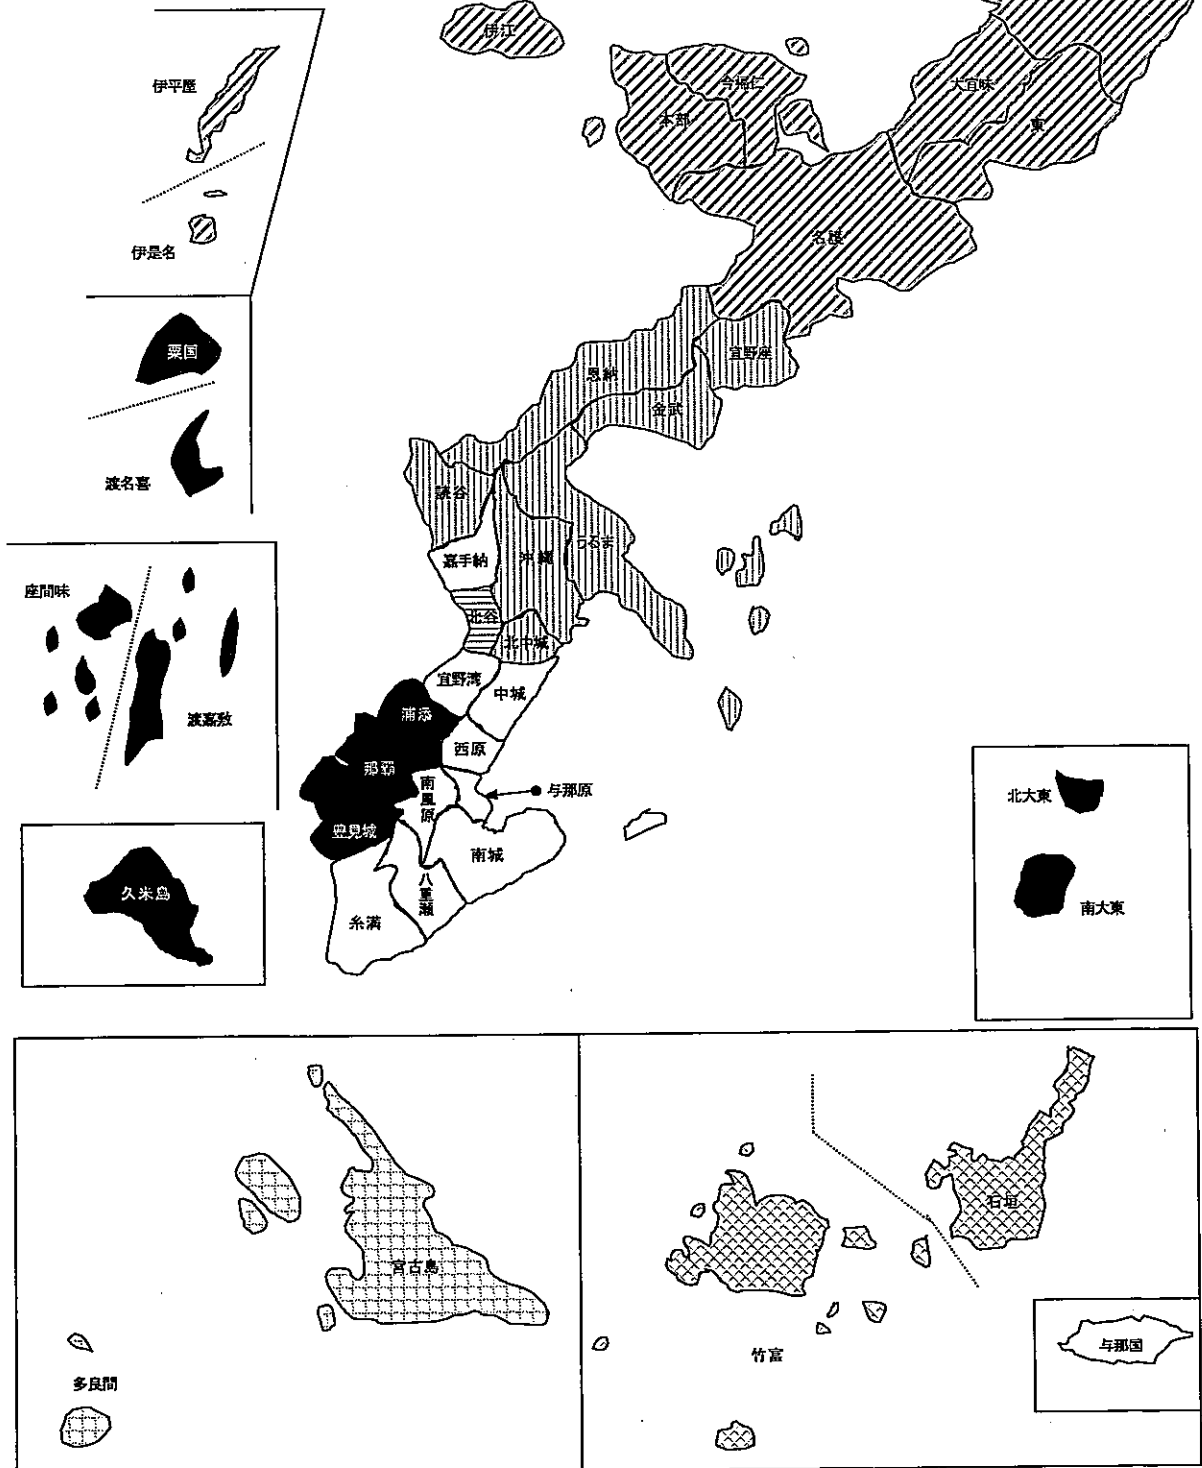 伊江
伊平屋
今帰仁
大宜味
本部
東
名護
伊是名
粟国
宜野座
恩納
金武
渡名喜
読谷
うるま
嘉手納
沖縄
座間味
北谷
北中城
宜野湾
中城
渡嘉敷
浦添
西原
那覇
南風原
与那原
北大東
豊見城
南城
八重瀬
久米島
糸満
南大東
石垣
宮古島
与那国
竹富
多良間